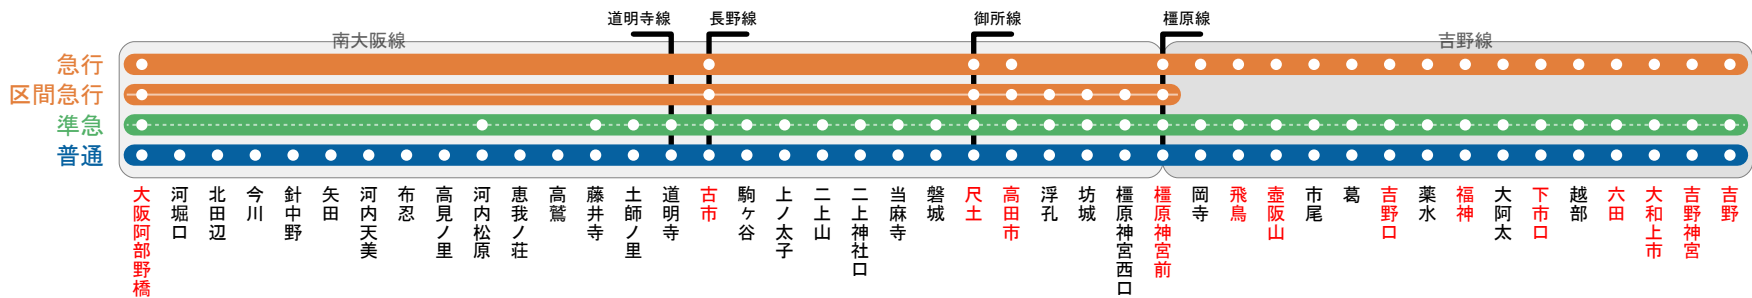 道明寺線
長野線
御所線
橿原線
南大阪線
吉野線
急行
区間急行
準急
普通
大阪阿部野橋
河堀口
北田辺
今川
針中野
矢田
河内天美
布忍
高見ノ里
河内松原
恵我ノ荘
高鷲
藤井寺
土師ノ里
道明寺
古市
駒ヶ谷
上ノ太子
二上山
二上神社口
当麻寺
磐城
尺土
高田市
浮孔
坊城
橿原神宮西口
橿原神宮前
岡寺
飛鳥
壺阪山
市尾
葛
吉野口
薬水
福神
大阿太
下市口
越部
六田
大和上市
吉野神宮
吉野